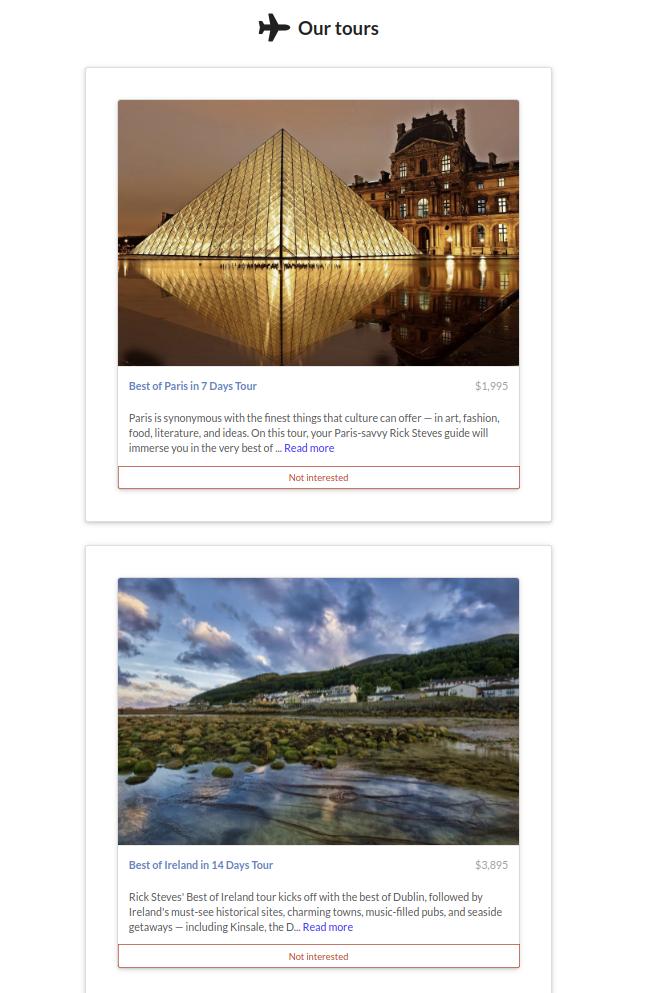 Our tours
Best of Paris in 7 Days Tour
$1,995
Paris is synonymous with the finest things that culture can offer — in art, fashion,
food, literature, and ideas. On this tour, your Paris-savvy Rick Steves guide will
immerse you in the very best of ... Read more
Not interested
Best of Ireland in 14 Days Tour
$3,895
Rick Steves' Best of Ireland tour kicks off with the best of Dublin, followed by
Ireland's must-see historical sites, charming towns, music-filled pubs, and seaside
getaways — including Kinsale, the D... Read more
Not interested